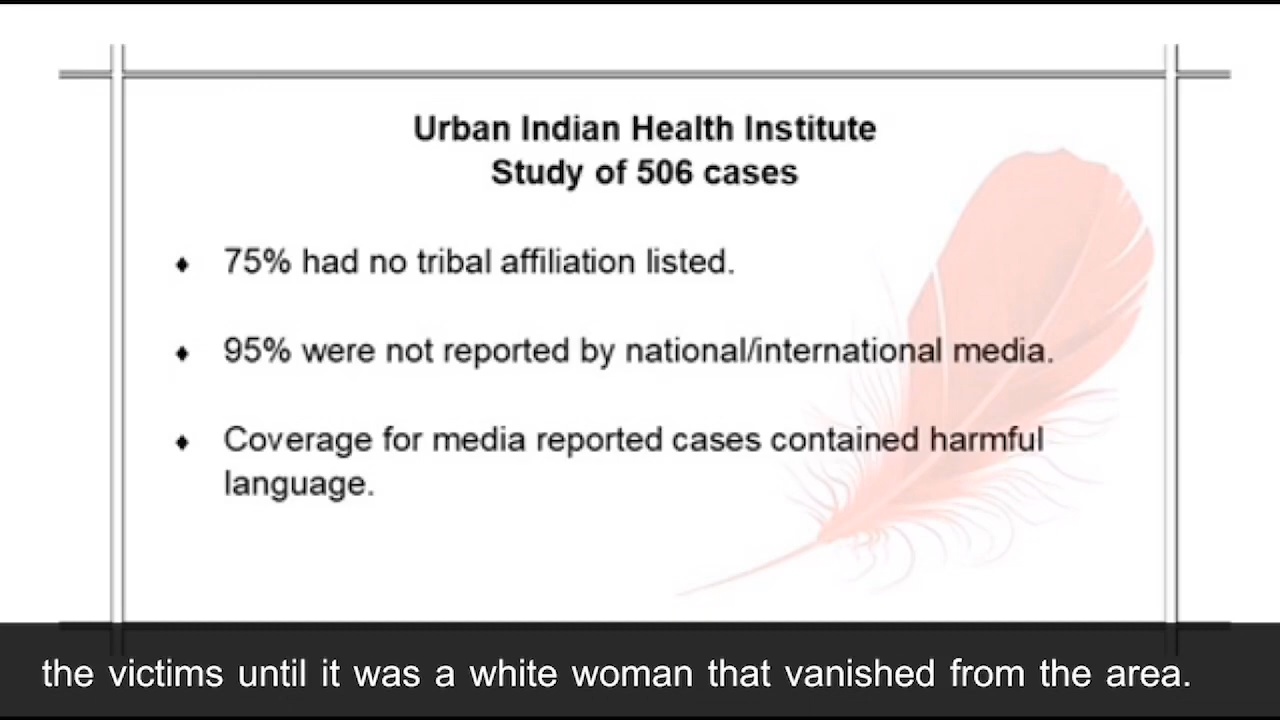 Urban Indian Health Institute
Study of 506 cases
♦ 75% had no tribal affiliation listed.
♦ 95% were not reported by national/international media.
♦ Coverage for media reported cases contained harmful
language.
the victims until it was a white woman that vanished from the area.